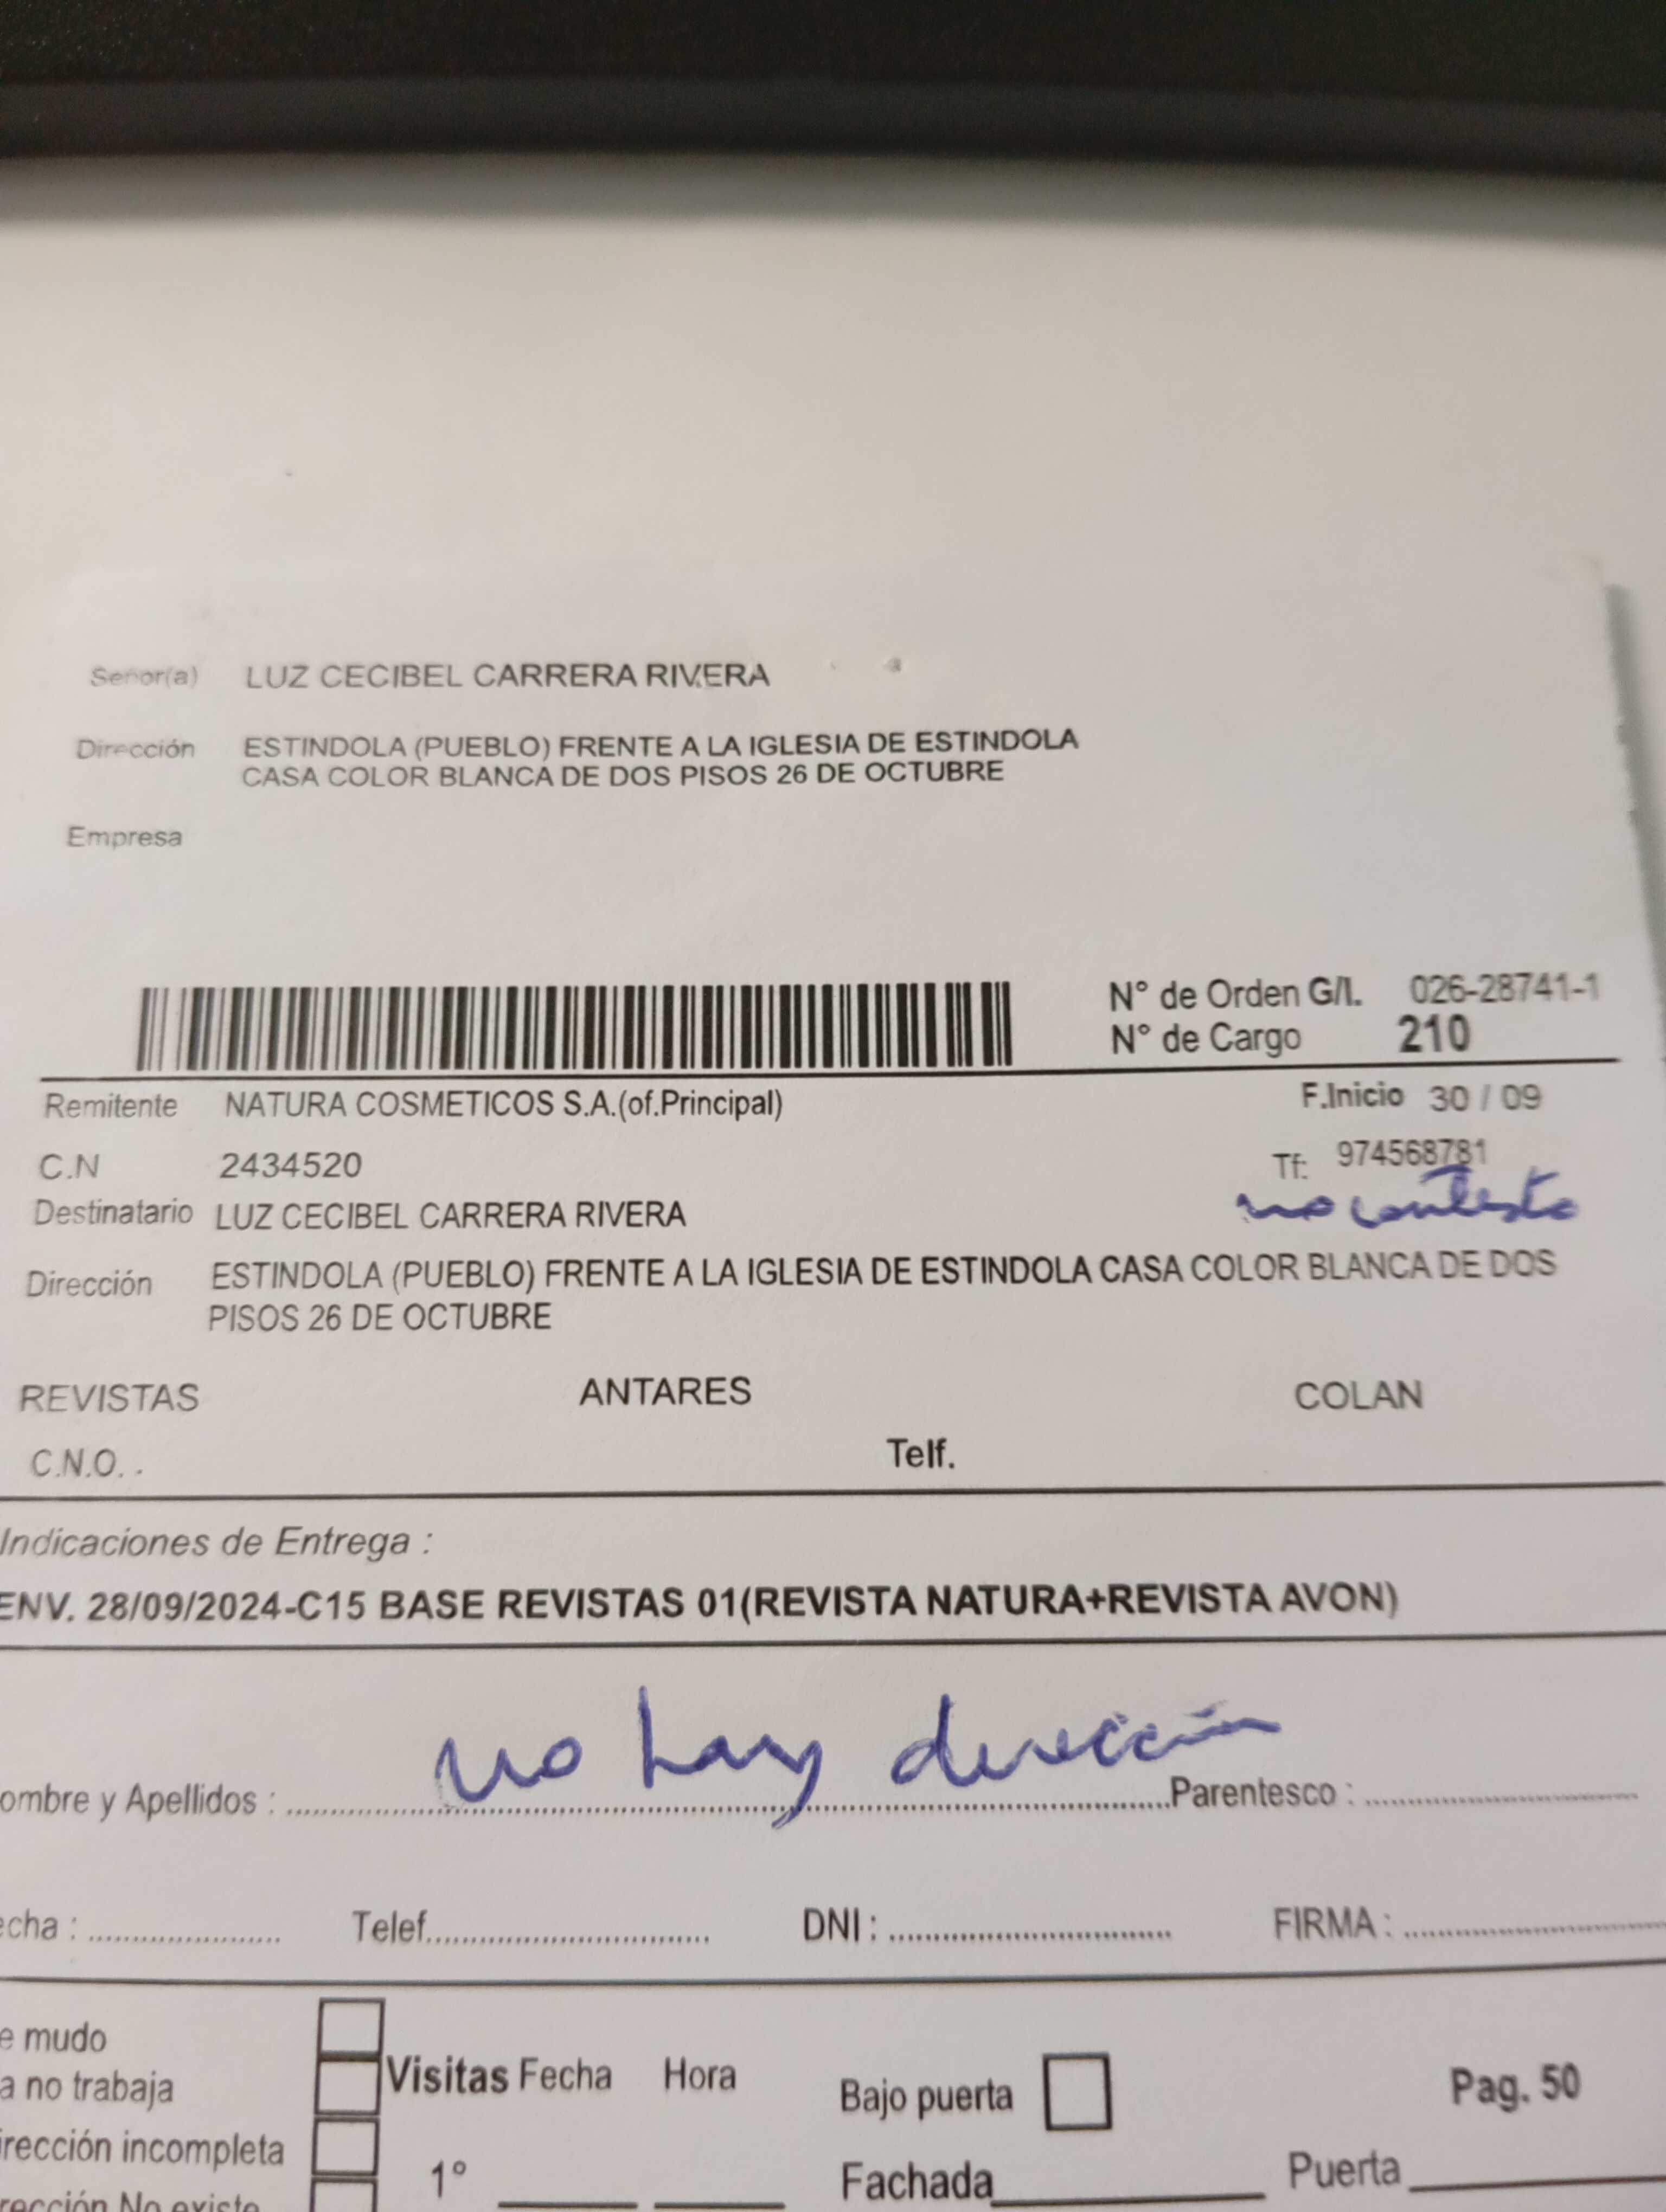 Señor(a) LUZ CECIBEL CARRERA RIVERA
Dirección ESTINDOLA (PUEBLO) FRENTE A LA IGLESIA DE ESTINDOLA
CASA COLOR BLANCA DE DOS PISOS 26 DE OCTUBRE
Empresa
N° de Orden G/I. 026-28741-1
N° de Cargo 210
Remitente NATURA COSMETICOS S.A.(of.Principal) F.Inicio 30 / 09
C.N 2434520 Tf: 974568781
no contesta
Destinatario LUZ CECIBEL CARRERA RIVERA
Dirección ESTINDOLA (PUEBLO) FRENTE A LA IGLESIA DE ESTINDOLA CASA COLOR BLANCA DE DOS
PISOS 26 DE OCTUBRE
REVISTAS ANTARES COLAN
C.N.O. . Telf.
Indicaciones de Entrega :
ENV. 28/09/2024-C15 BASE REVISTAS 01(REVISTA NATURA+REVISTA AVON)
no hay dirección
ombre y Apellidos : Parentesco :
echa : Telef. DNI : FIRMA :
e mudo
a no trabaja Visitas Fecha Hora Bajo puerta Pag. 50
irección incompleta 1° Fachada Puerta
rección No existe